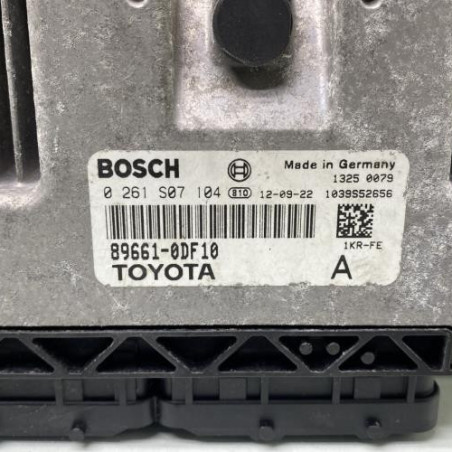 BOSCH Made in Germany
1325 0079
0 261 S07 104 810 12-09-22 1039S52656
1KR-FE
89661-0DF10
TOYOTA A